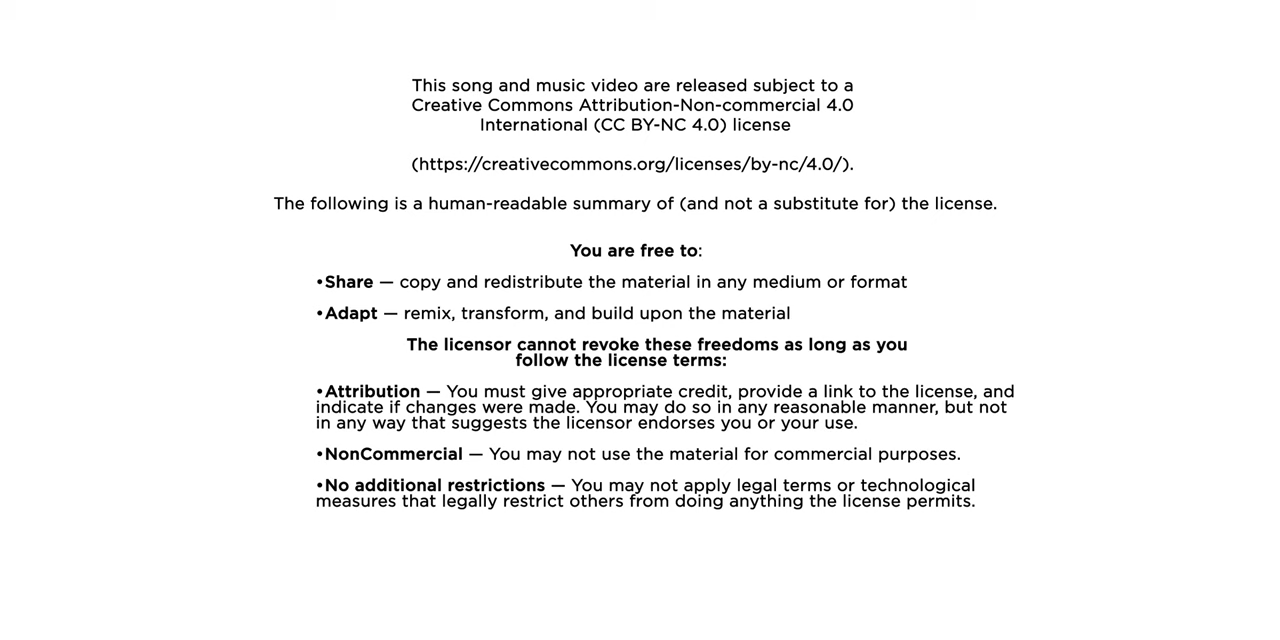 This song and music video are released subject to a
Creative Commons Attribution-Non-commercial 4.0
International (CC BY-NC 4.0) license
(https://creativecommons.org/licenses/by-nc/4.0/).
The following is a human-readable summary of (and not a substitute for) the license.
You are free to:
•Share — copy and redistribute the material in any medium or format
•Adapt — remix, transform, and build upon the material
The licensor cannot revoke these freedoms as long as you
follow the license terms:
•Attribution — You must give appropriate credit, provide a link to the license, and
indicate if changes were made. You may do so in any reasonable manner, but not
in any way that suggests the licensor endorses you or your use.
•NonCommercial — You may not use the material for commercial purposes.
•No additional restrictions — You may not apply legal terms or technological
measures that legally restrict others from doing anything the license permits.